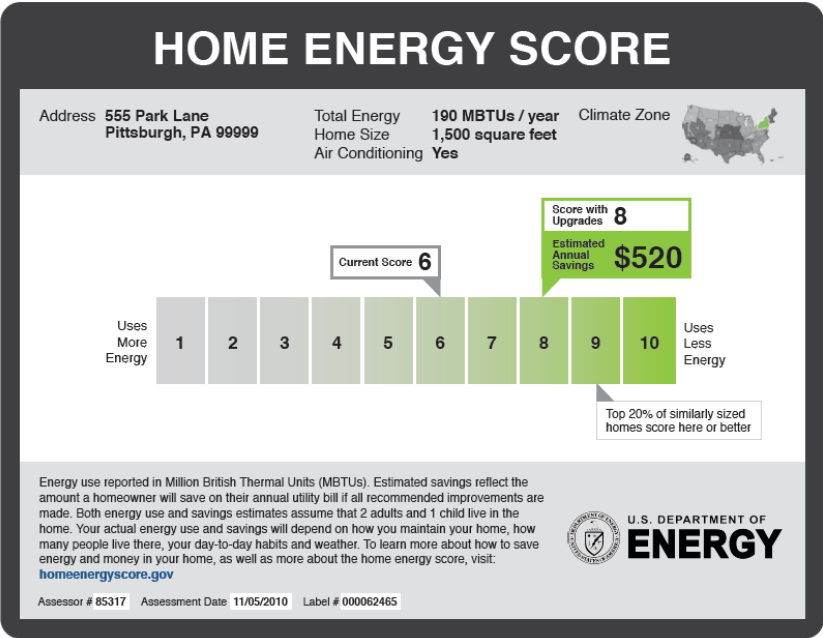 HOME ENERGY SCORE
Address 555 Park Lane
Pittsburgh, PA 99999
Total Energy 190 MBTUs / year
Home Size 1,500 square feet
Air Conditioning Yes
Climate Zone
Score with
Upgrades 8
Estimated
Annual
Savings $520
Current Score 6
Uses
More
Energy
1 2 3 4 5 6 7 8 9 10
Uses
Less
Energy
Top 20% of similarly sized
homes score here or better
Energy use reported in Million British Thermal Units (MBTUs). Estimated savings reflect the
amount a homeowner will save on their annual utility bill if all recommended improvements are
made. Both energy use and savings estimates assume that 2 adults and 1 child live in the
home. Your actual energy use and savings will depend on how you maintain your home, how
many people live there, your day-to-day habits and weather. To learn more about how to save
energy and money in your home, as well as more about the home energy score, visit:
homeenergyscore.gov
U.S. DEPARTMENT OF
ENERGY
Assessor # 85317 Assessment Date 11/05/2010 Label # 000062465